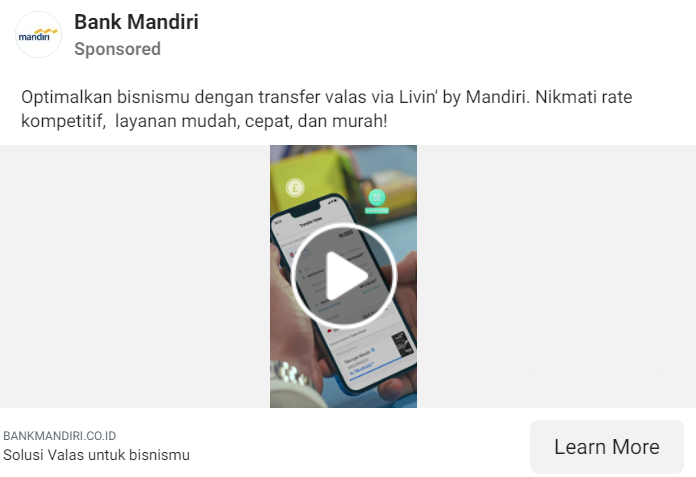 mandiri
Bank Mandiri
Sponsored
Optimalkan bisnismu dengan transfer valas via Livin' by Mandiri. Nikmati rate
kompetitif, layanan mudah, cepat, dan murah!
£
Transfer Valas
BANKMANDIRI.CO.ID
Solusi Valas untuk bisnismu
Learn More